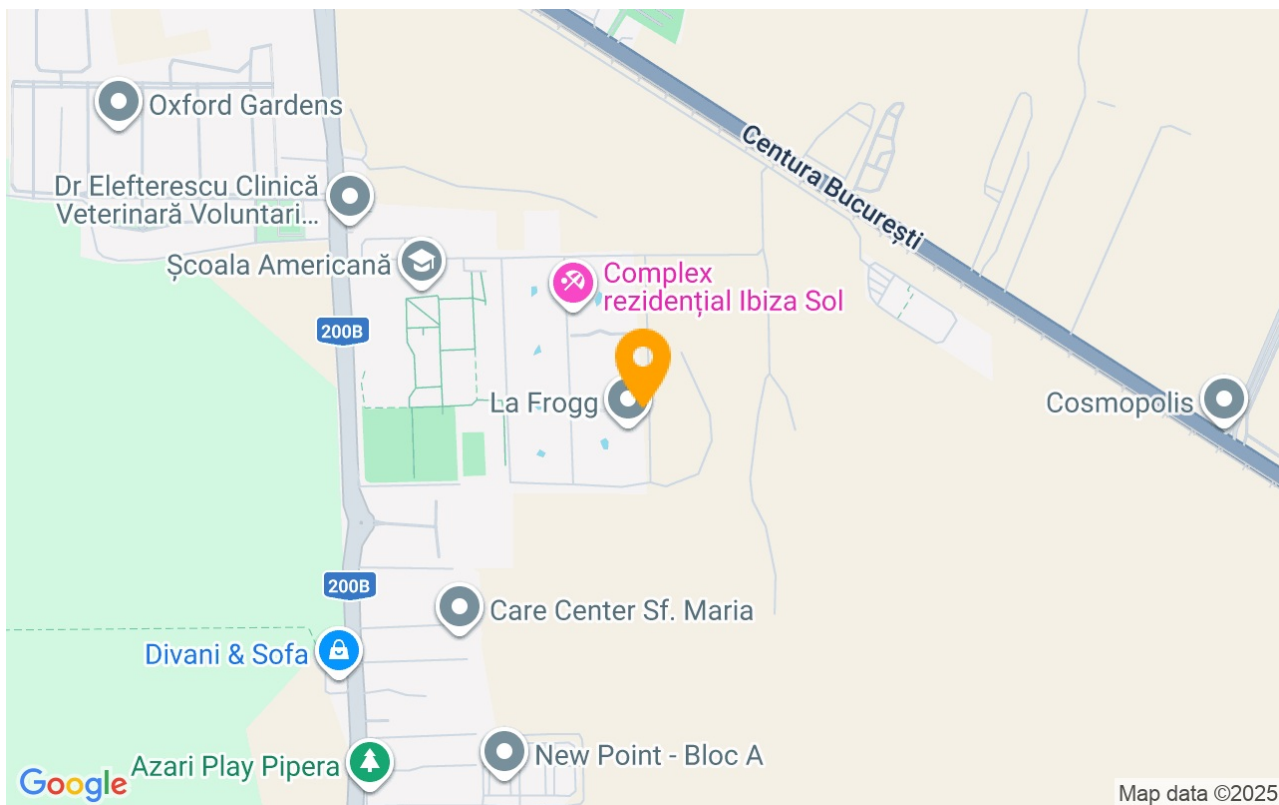 Oxford Gardens
Centura București
Dr Elefterescu Clinică
Veterinară Voluntari...
Școala Americană
Complex
rezidențial Ibiza Sol
200B
La Frogg
Cosmopolis
200B
Care Center Sf. Maria
Divani & Sofa
New Point - Bloc A
Azari Play Pipera
Google
Map data ©2025